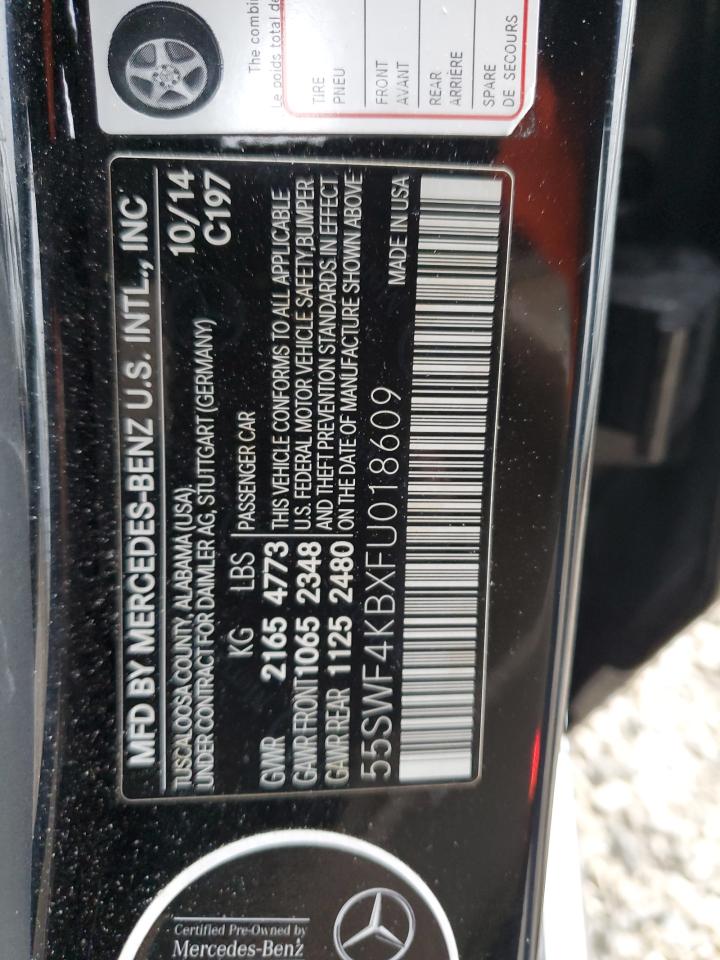 MFD BY MERCEDES-BENZ U.S. INTL., INC
TUSCALOOSA COUNTY, ALABAMA (USA)
UNDER CONTRACT FOR DAIMLER AG, STUTTGART (GERMANY)
10/14
C197
KG LBS
GVWR 2165 4773
GAWR FRONT 1065 2348
GAWR REAR 1125 2480
PASSENGER CAR
THIS VEHICLE CONFORMS TO ALL APPLICABLE
U.S. FEDERAL MOTOR VEHICLE SAFETY, BUMPER
AND THEFT PREVENTION STANDARDS IN EFFECT
ON THE DATE OF MANUFACTURE SHOWN ABOVE
55SWF4KBXFU018609
MADE IN USA
The combi
Le poids total de
TIRE
PNEU
FRONT
AVANT
REAR
ARRIÈRE
SPARE
DE SECOURS
Certified Pre-Owned by
Mercedes-Benz